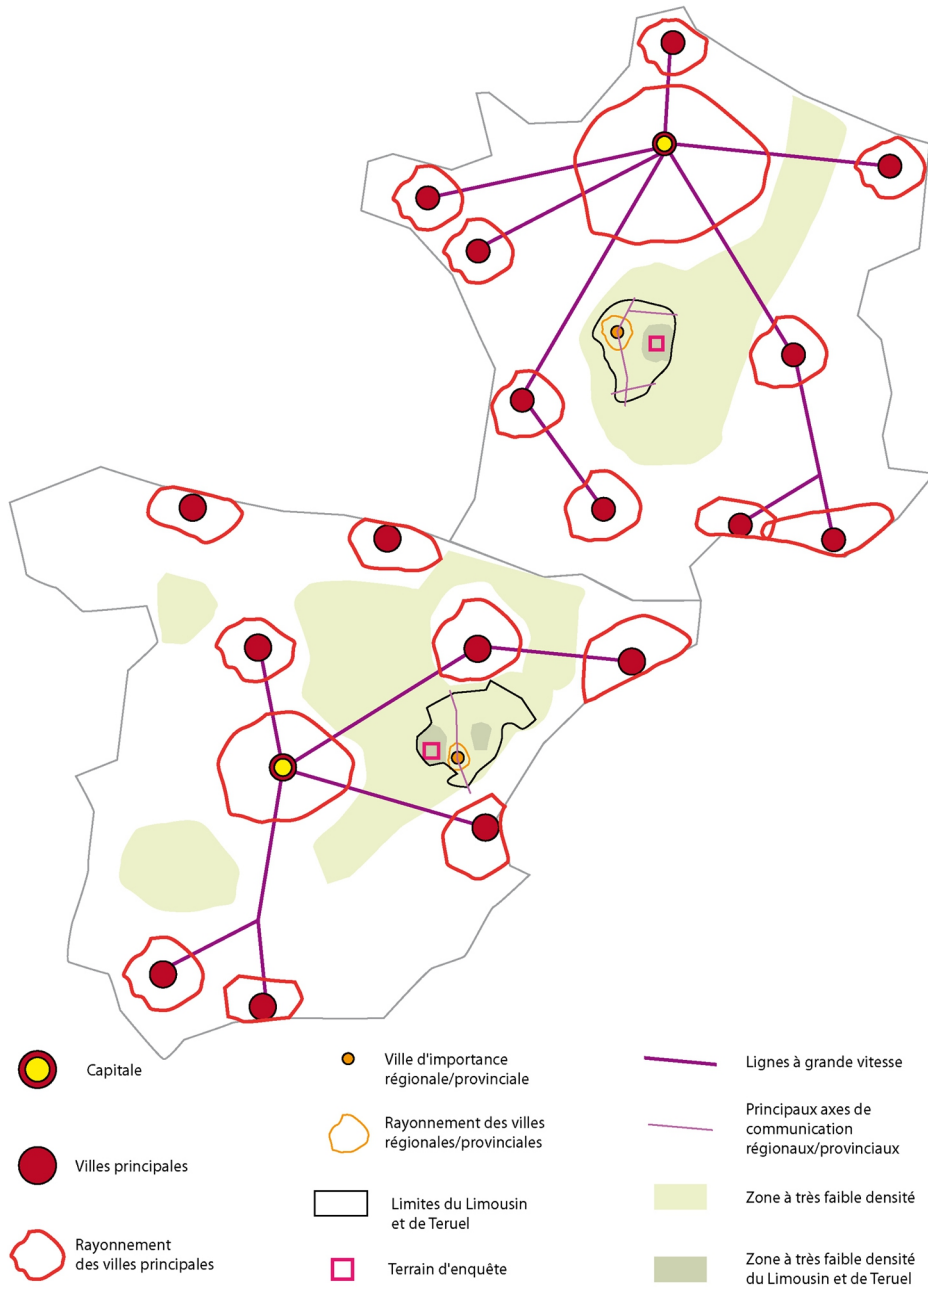 Capitale
Villes principales
Rayonnement
des villes principales
Ville d'importance
régionale/provinciale
Rayonnement des villes
régionales/provinciales
Limites du Limousin
et de Teruel
Terrain d'enquête
Lignes à grande vitesse
Principaux axes de
communication
régionaux/provinciaux
Zone à très faible densité
Zone à très faible densité
du Limousin et de Teruel